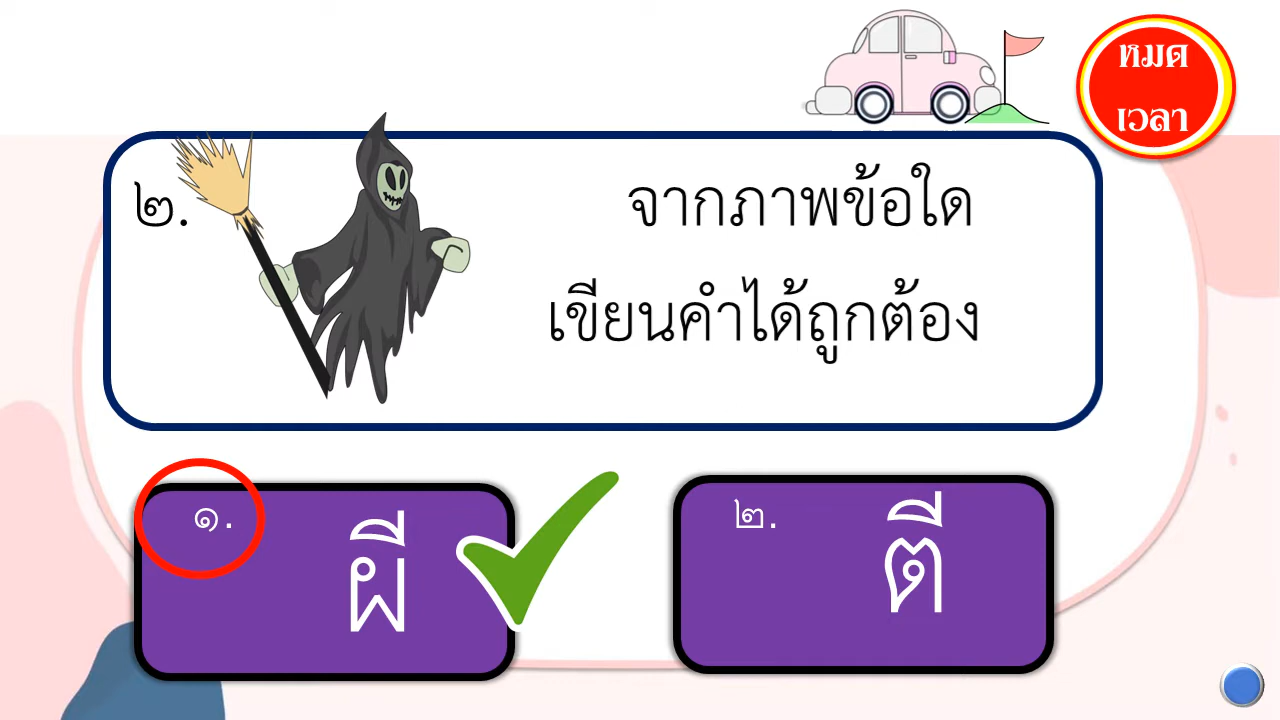 หมด
เวลา
๒.
จากภาพข้อใด
เขียนคำได้ถูกต้อง
๑.
ผี
๒.
ตี